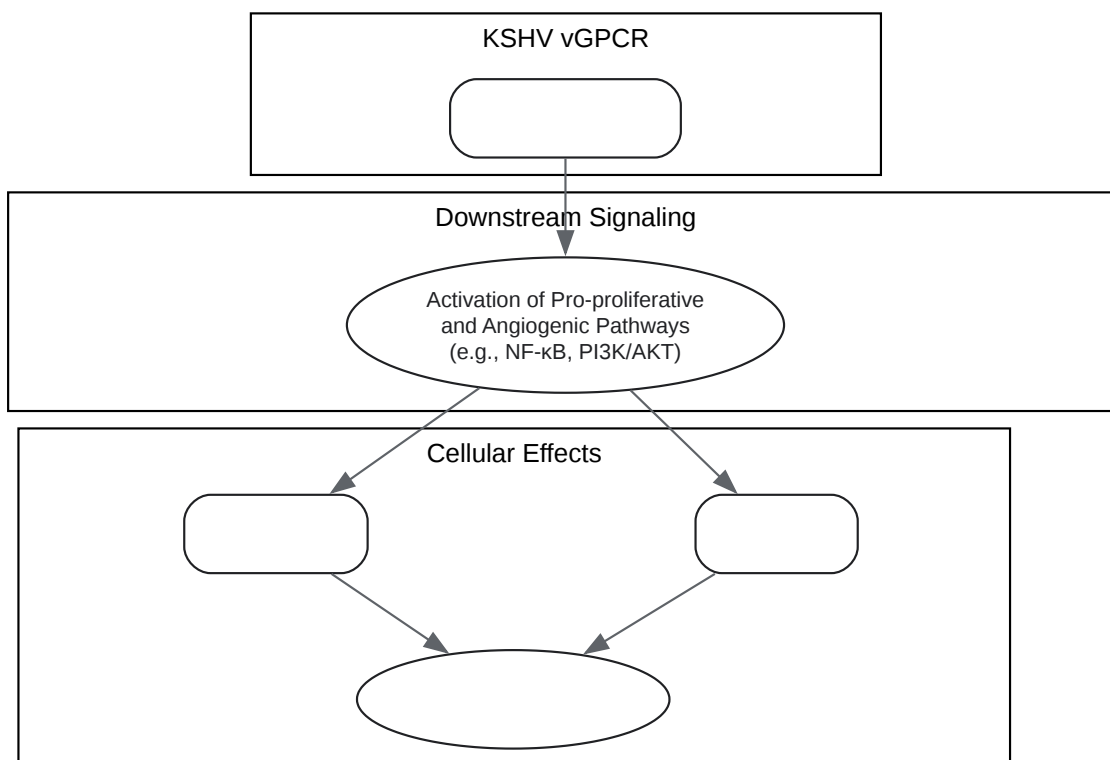 KSHV vGPCR
Downstream Signaling
Activation of Pro-proliferative
and Angiogenic Pathways
(e.g., NF-κB, PI3K/AKT)
Cellular Effects